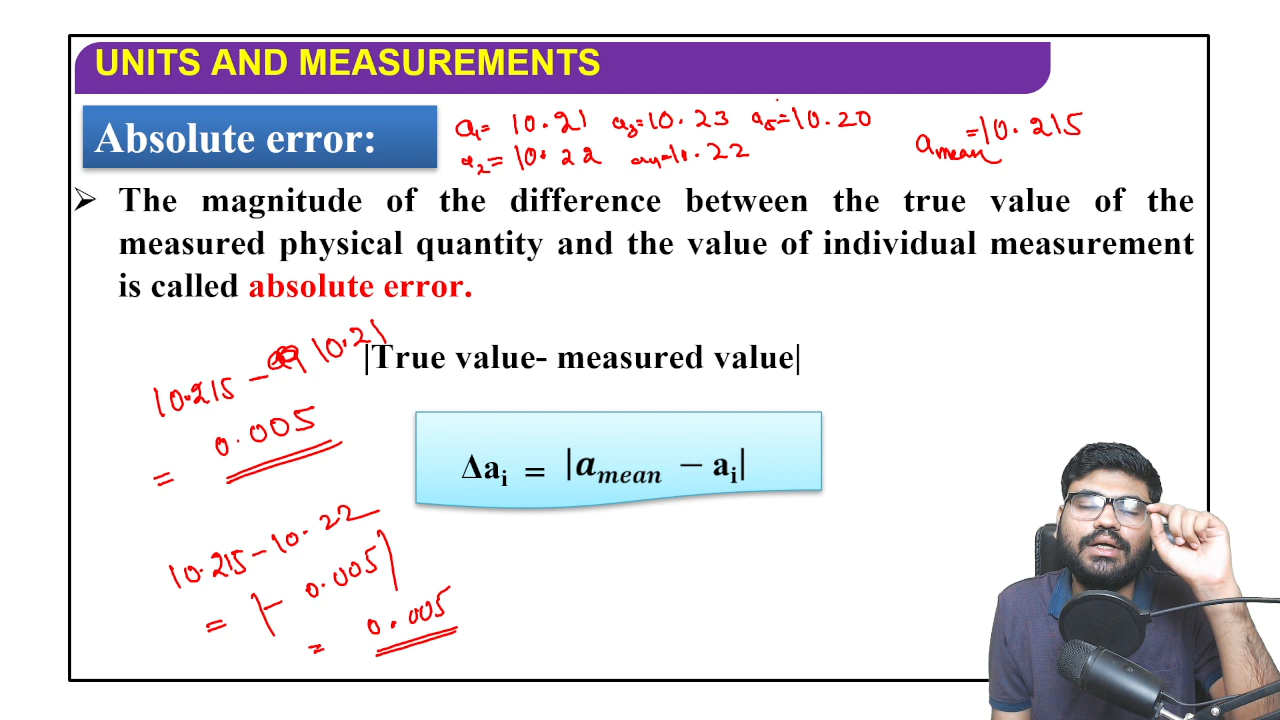 UNITS AND MEASUREMENTS
Absolute error:
a₁= 10.21 a₃=10.23 a₅=10.20
a₂= 10.22 a₄=10.22
a mean =10.215
➢ The magnitude of the difference between the true value of the
measured physical quantity and the value of individual measurement
is called absolute error.
|True value- measured value|
Δaᵢ = |a mean − aᵢ|
10.215 – 10.21
= 0.005
10.215–10.22
= |– 0.005|
= 0.005